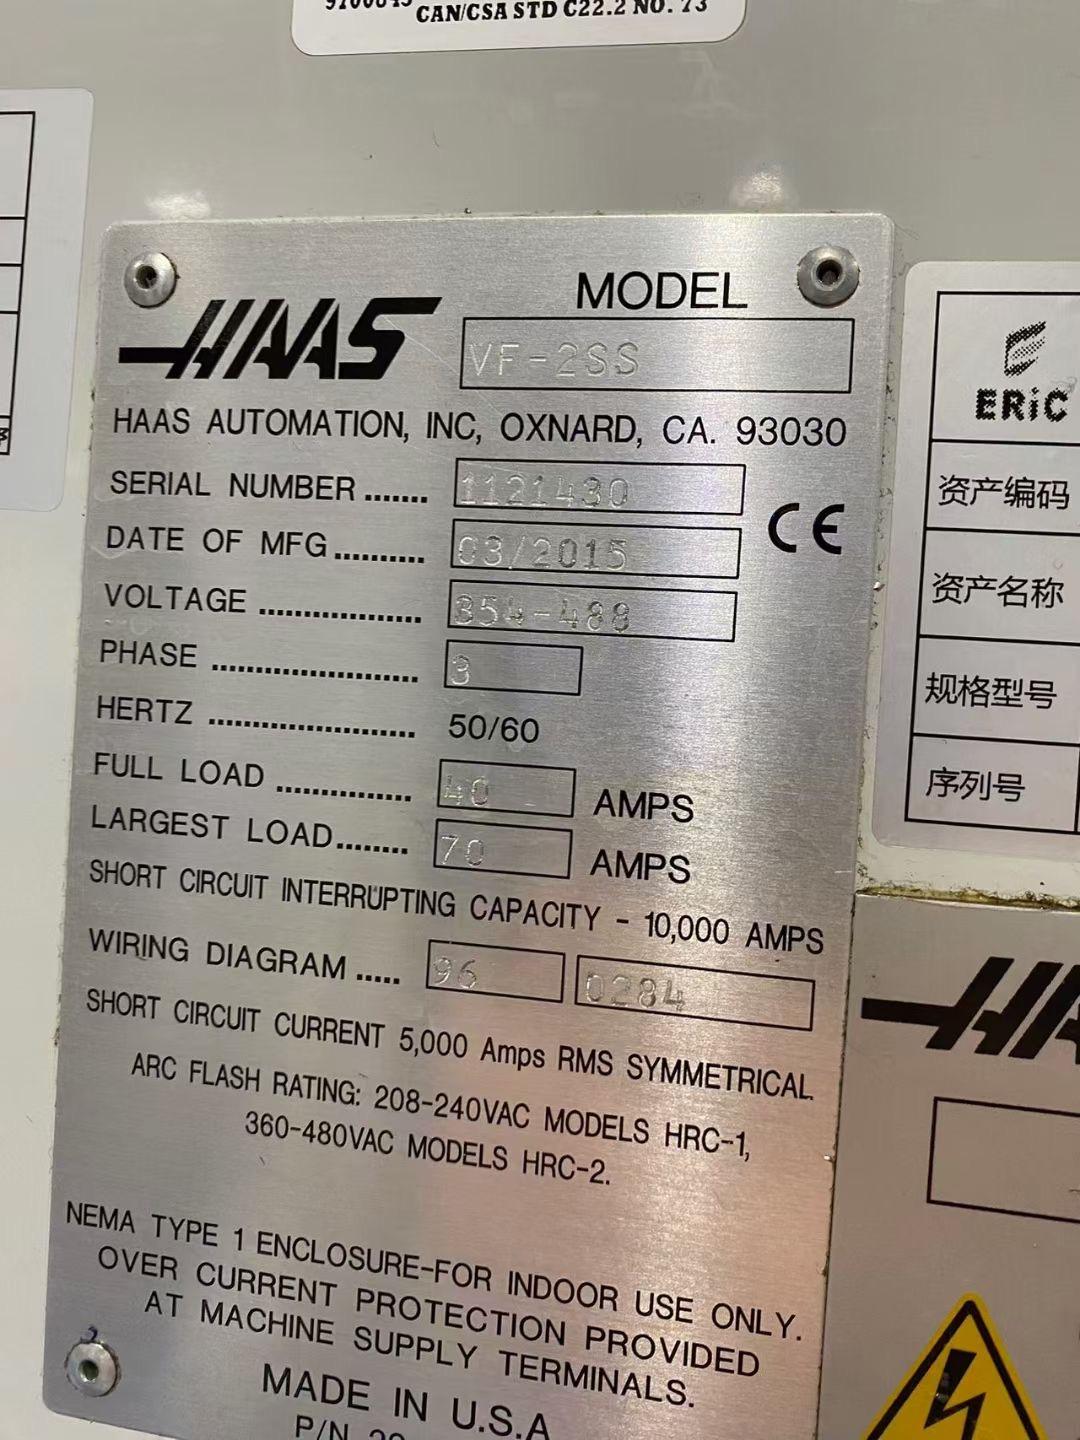 CAN/CSA STD C22.2 NO. 73
HAAS
MODEL
VF-2SS
HAAS AUTOMATION, INC, OXNARD, CA. 93030
SERIAL NUMBER ....... 1121430
DATE OF MFG .......... 03/2015
CE
VOLTAGE ................. 354-488
PHASE ...................... 3
HERTZ ...................... 50/60
FULL LOAD .............. 40 AMPS
LARGEST LOAD ........ 70 AMPS
SHORT CIRCUIT INTERRUPTING CAPACITY - 10,000 AMPS
WIRING DIAGRAM ..... 96 0284
SHORT CIRCUIT CURRENT 5,000 Amps RMS SYMMETRICAL
ARC FLASH RATING: 208-240VAC MODELS HRC-1,
360-480VAC MODELS HRC-2.
NEMA TYPE 1 ENCLOSURE-FOR INDOOR USE ONLY.
OVER CURRENT PROTECTION PROVIDED
AT MACHINE SUPPLY TERMINALS.
MADE IN U.S.A
P/N
ERiC
资产编码
资产名称
规格型号
序列号